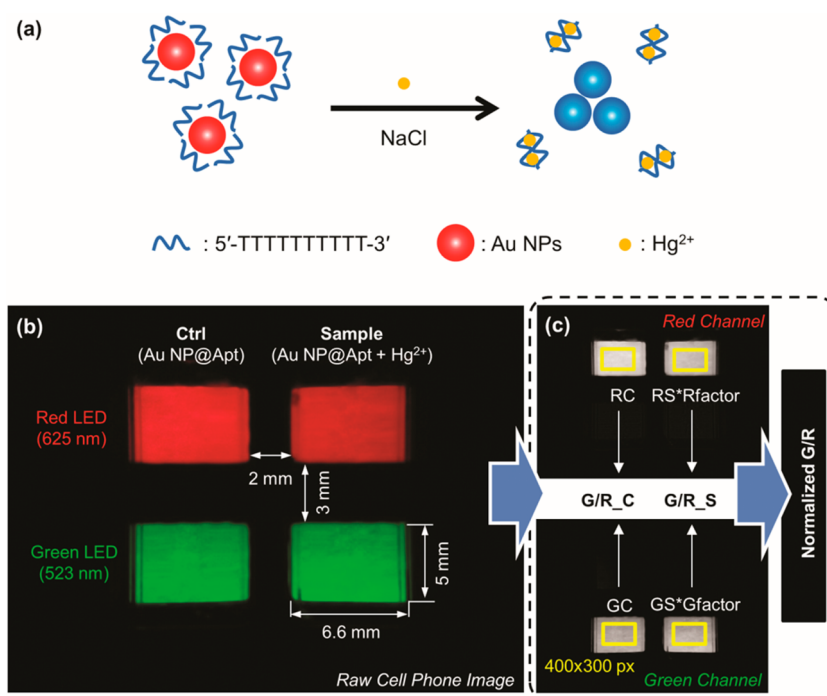 (a)
NaCl
: 5′-TTTTTTTTTT-3′
: Au NPs
: Hg2+
(b)
Ctrl
(Au NP@Apt)
Sample
(Au NP@Apt + Hg2+)
Red LED
(625 nm)
2 mm
3 mm
Green LED
(523 nm)
5 mm
6.6 mm
Raw Cell Phone Image
(c)
Red Channel
RC
RS*Rfactor
G/R_C
G/R_S
GC
GS*Gfactor
400x300 px
Green Channel
Normalized G/R